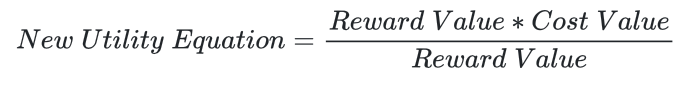 New Utility Equation = Reward Value * Cost Value
Reward Value